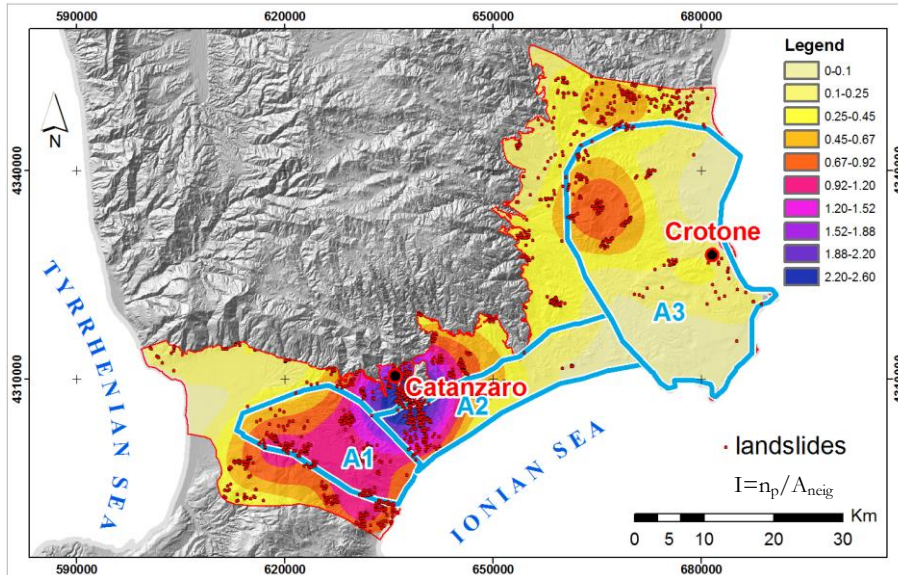 590000 620000 650000 680000
Legend
0-0.1
0.1-0.25
0.25-0.45
0.45-0.67
0.67-0.92
0.92-1.20
1.20-1.52
1.52-1.88
1.88-2.20
2.20-2.60
N
4340000
4340000
Crotone
A3
TYRRHENIAN SEA
4310000
4310000
Catanzaro
A2
A1
IONIAN SEA
landslides
I=np/Aneig
Km
0 5 10 20 30
590000 620000 650000 680000